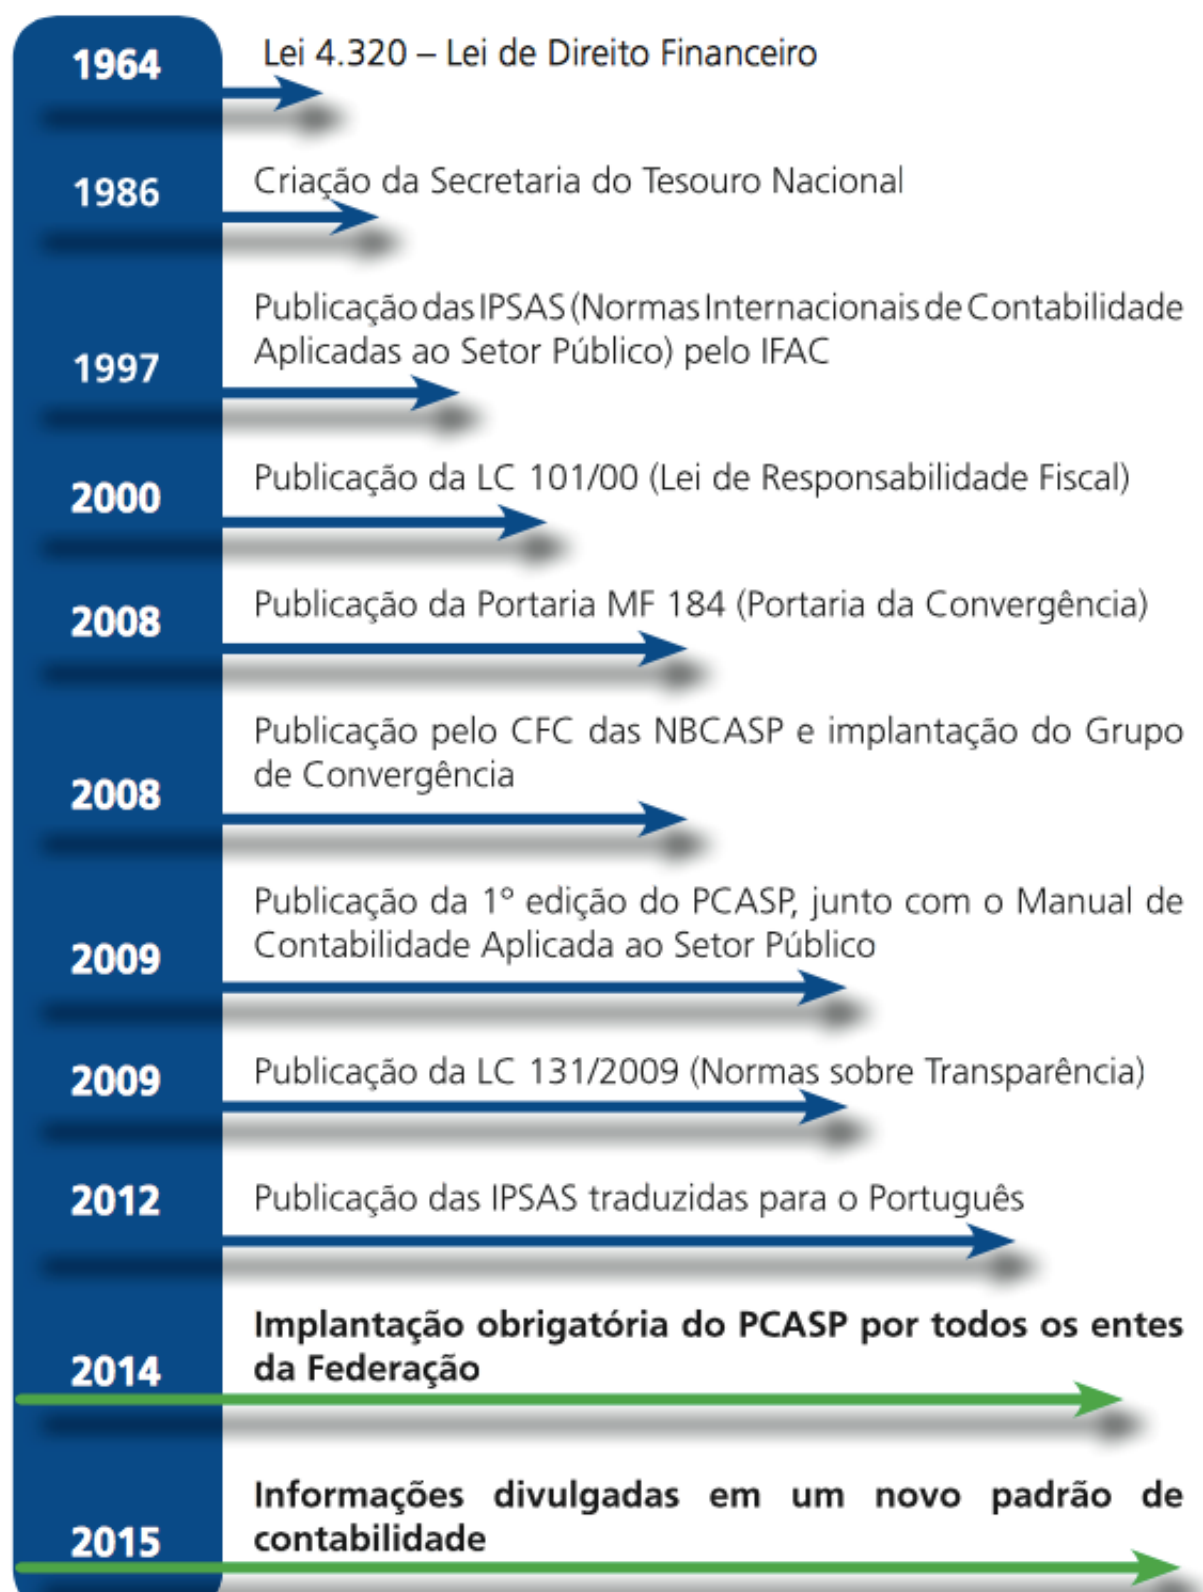 1964
Lei 4.320 – Lei de Direito Financeiro
1986
Criação da Secretaria do Tesouro Nacional
1997
Publicação das IPSAS (Normas Internacionais de Contabilidade
Aplicadas ao Setor Público) pelo IFAC
2000
Publicação da LC 101/00 (Lei de Responsabilidade Fiscal)
2008
Publicação da Portaria MF 184 (Portaria da Convergência)
2008
Publicação pelo CFC das NBCASP e implantação do Grupo
de Convergência
2009
Publicação da 1º edição do PCASP, junto com o Manual de
Contabilidade Aplicada ao Setor Público
2009
Publicação da LC 131/2009 (Normas sobre Transparência)
2012
Publicação das IPSAS traduzidas para o Português
2014
Implantação obrigatória do PCASP por todos os entes
da Federação
2015
Informações divulgadas em um novo padrão de
contabilidade